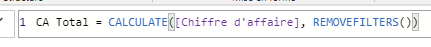 1 CA Total = CALCULATE([Chiffre d'affaire], REMOVEFILTERS())